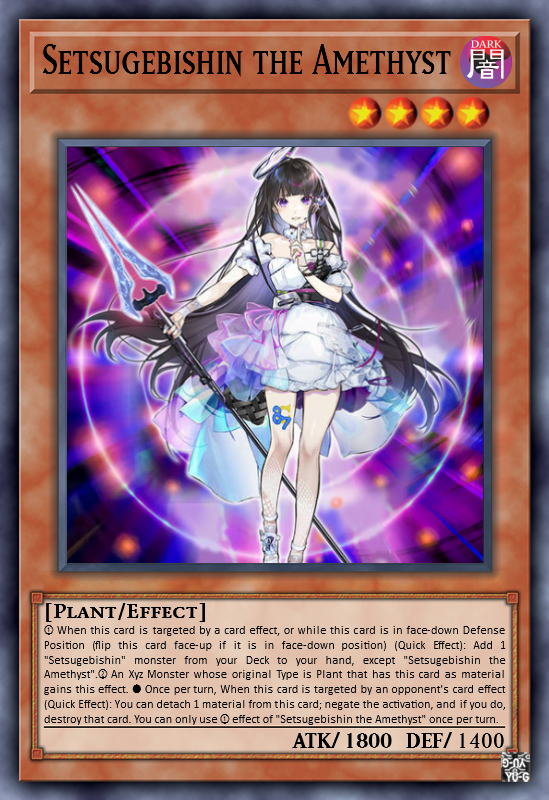 SETSUGEBISHIN THE AMETHYST
DARK
闇
87
[PLANT/EFFECT]
① When this card is targeted by a card effect, or while this card is in face-down Defense
Position (flip this card face-up if it is in face-down position) (Quick Effect): Add 1
"Setsugebishin" monster from your Deck to your hand, except "Setsugebishin the
Amethyst".② An Xyz Monster whose original Type is Plant that has this card as material
gains this effect. ● Once per turn, When this card is targeted by an opponent's card effect
(Quick Effect): You can detach 1 material from this card; negate the activation, and if you do,
destroy that card. You can only use ① effect of "Setsugebishin the Amethyst" once per turn.
ATK/ 1800 DEF/ 1400
YU-G